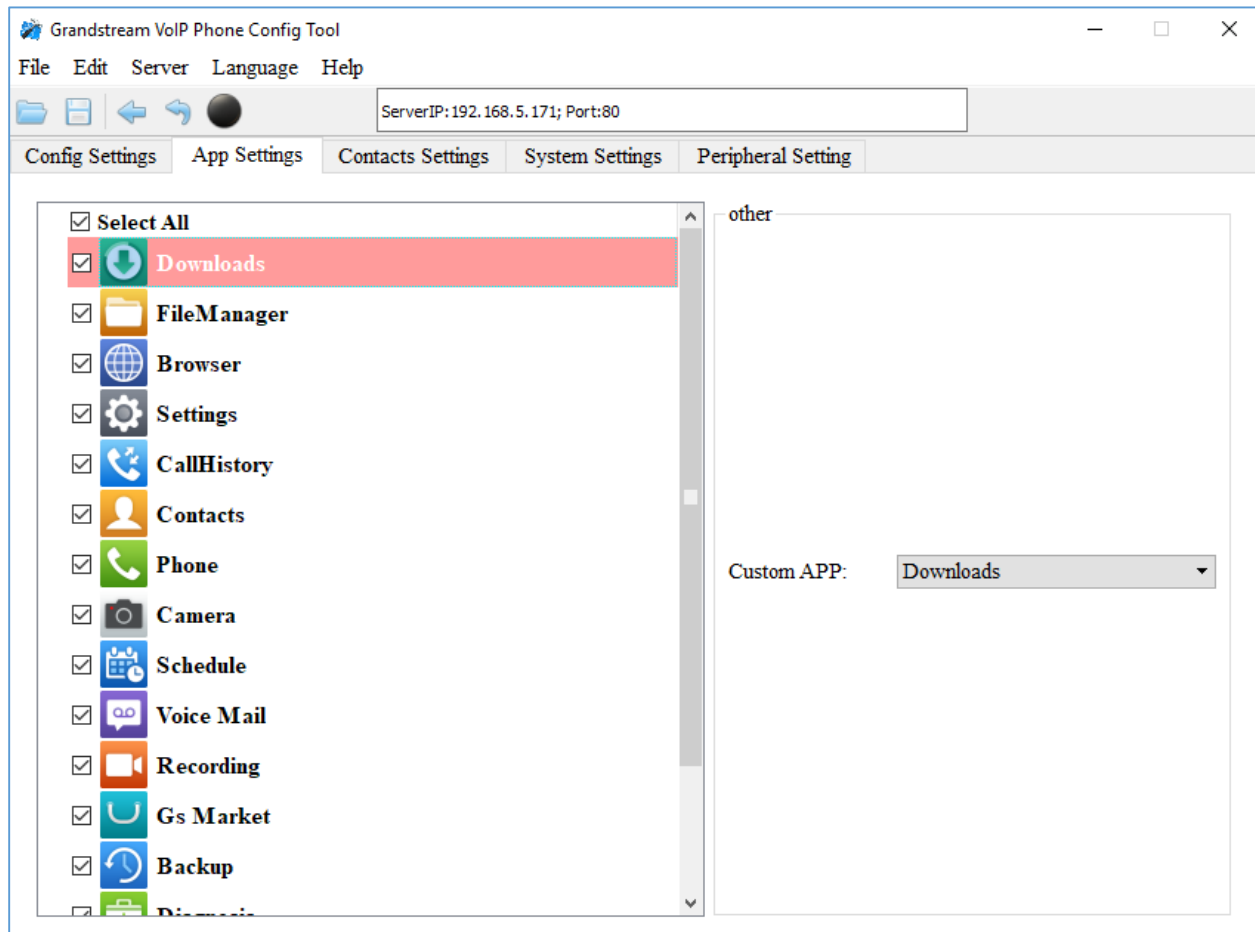 Grandstream VoIP Phone Config Tool
File Edit Server Language Help
ServerIP:192.168.5.171; Port:80
Config Settings App Settings Contacts Settings System Settings Peripheral Setting
Select All
Downloads
FileManager
Browser
Settings
CallHistory
Contacts
Phone
Camera
Schedule
Voice Mail
Recording
Gs Market
Backup
Diagnosis
other
Custom APP: Downloads